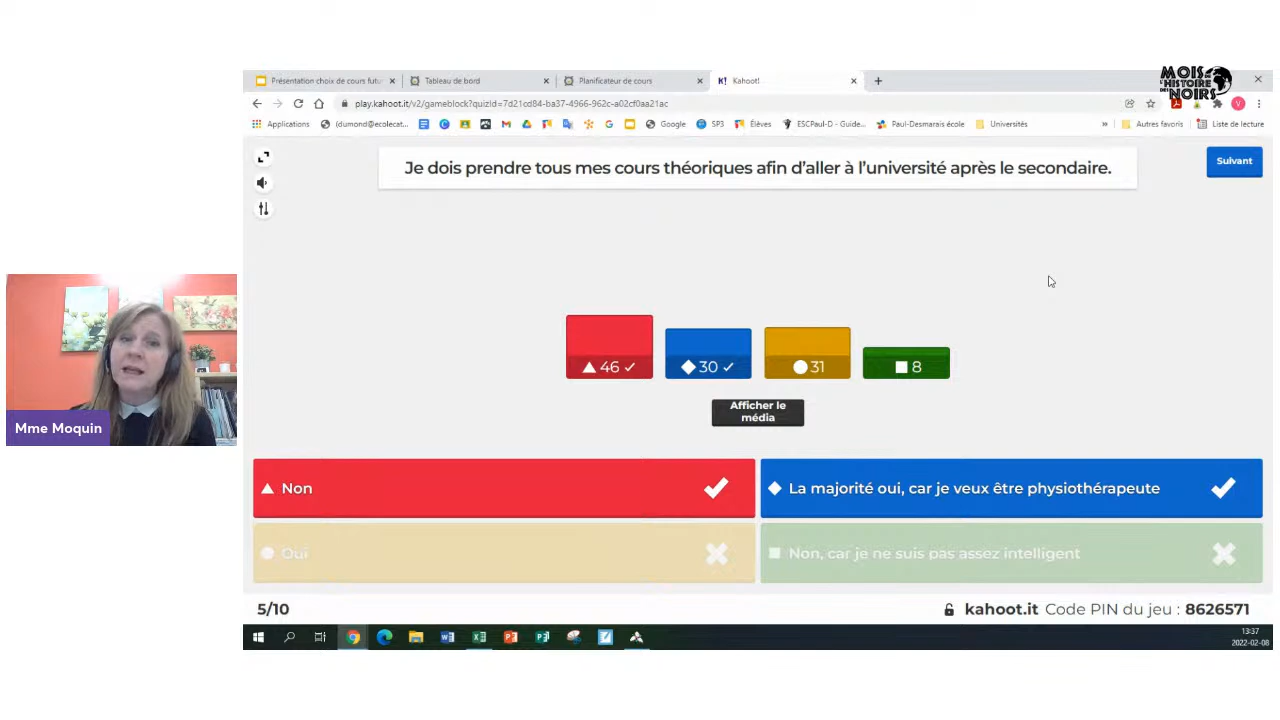 MOIS DE
L'HISTOIRE
DES NOIRS
Présentation choix de cours futu
Tableau de bord
Planificateur de cours
K! Kahoot!
play.kahoot.it/v2/gameblock?quizId=7d21cd84-ba37-4966-962c-a02cf0aa21ac
Applications
(dumond@ecolecat...
Google
SP3
Élèves
ESCPaul-D - Guide...
Paul-Desmarais école
Universités
»
Autres favoris
Liste de lecture
Je dois prendre tous mes cours théoriques afin d'aller à l'université après le secondaire.
Suivant
46
30
31
8
Afficher le
média
Mme Moquin
Non
La majorité oui, car je veux être physiothérapeute
Oui
Non, car je ne suis pas assez intelligent
5/10
kahoot.it Code PIN du jeu : 8626571
13:37
2022-02-08